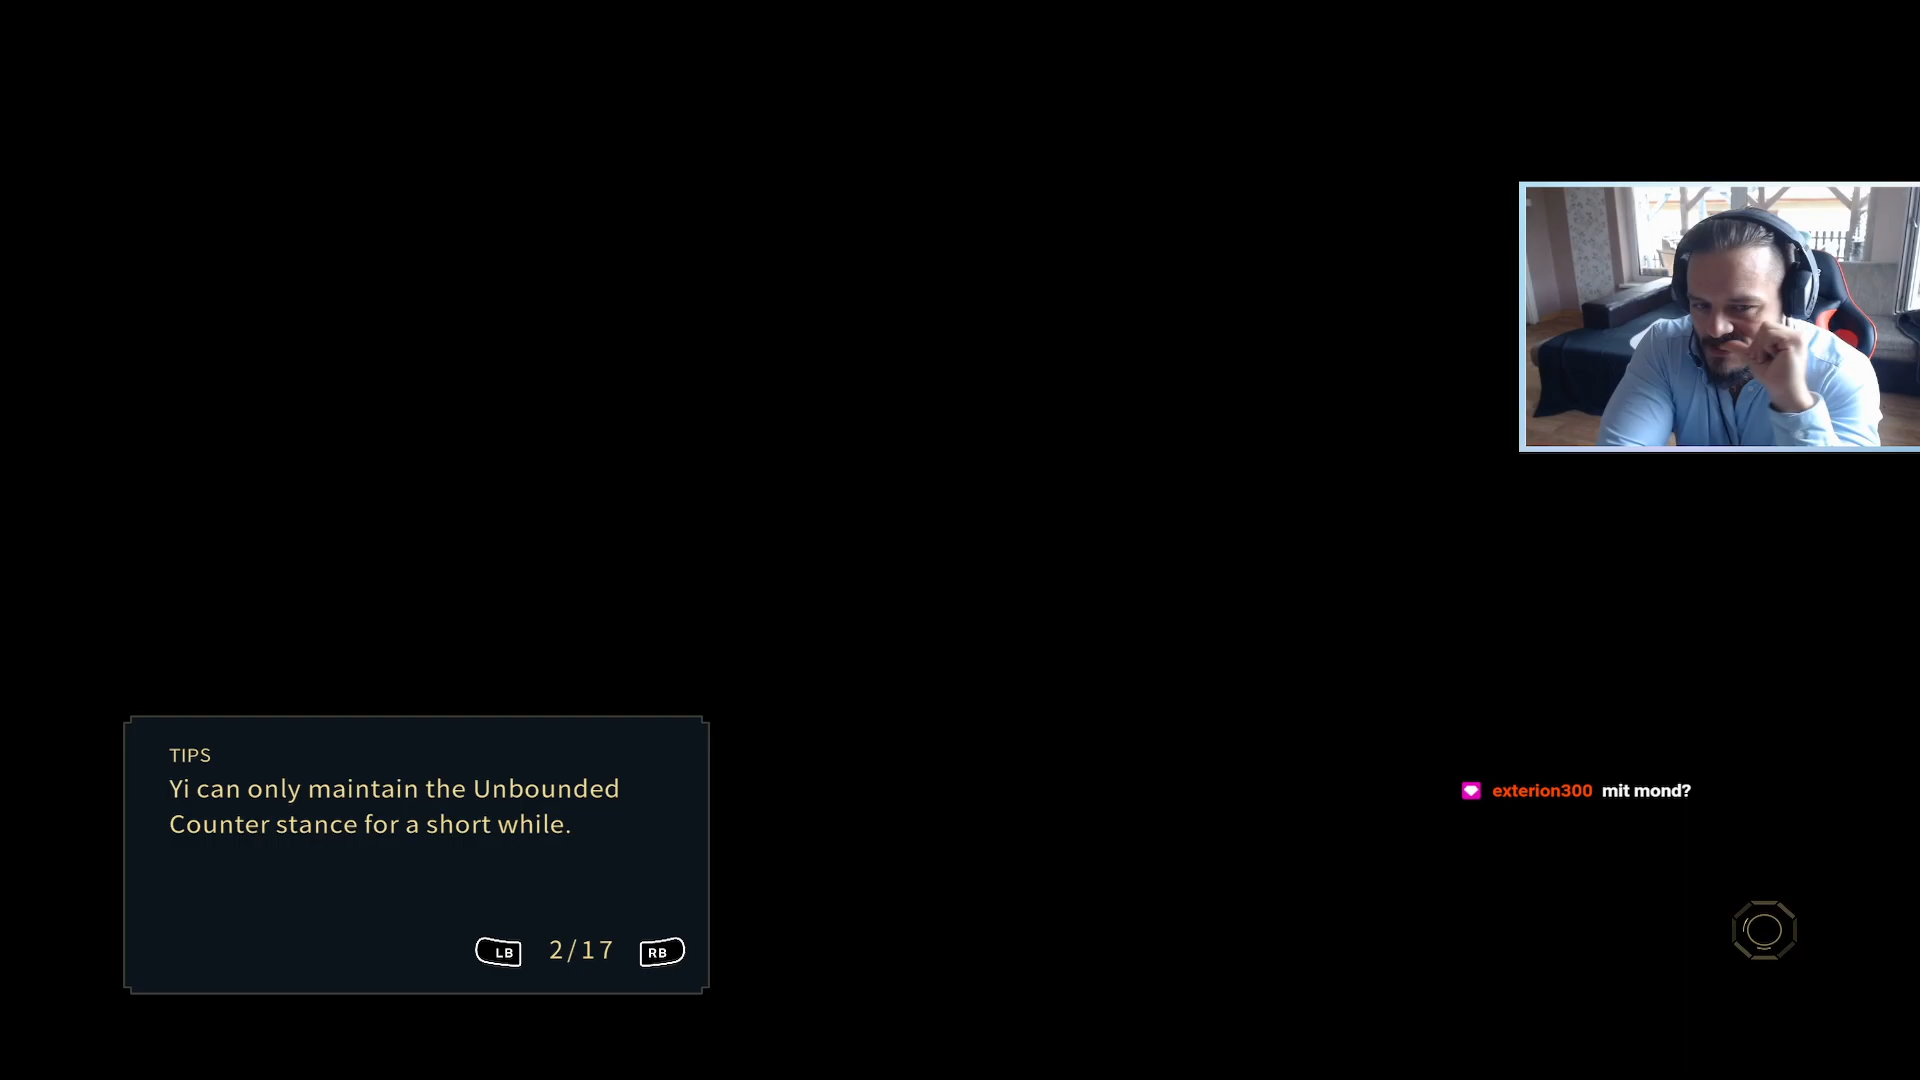 TIPS
Yi can only maintain the Unbounded
Counter stance for a short while.
LB 2/17 RB
exterion300 mit mond?